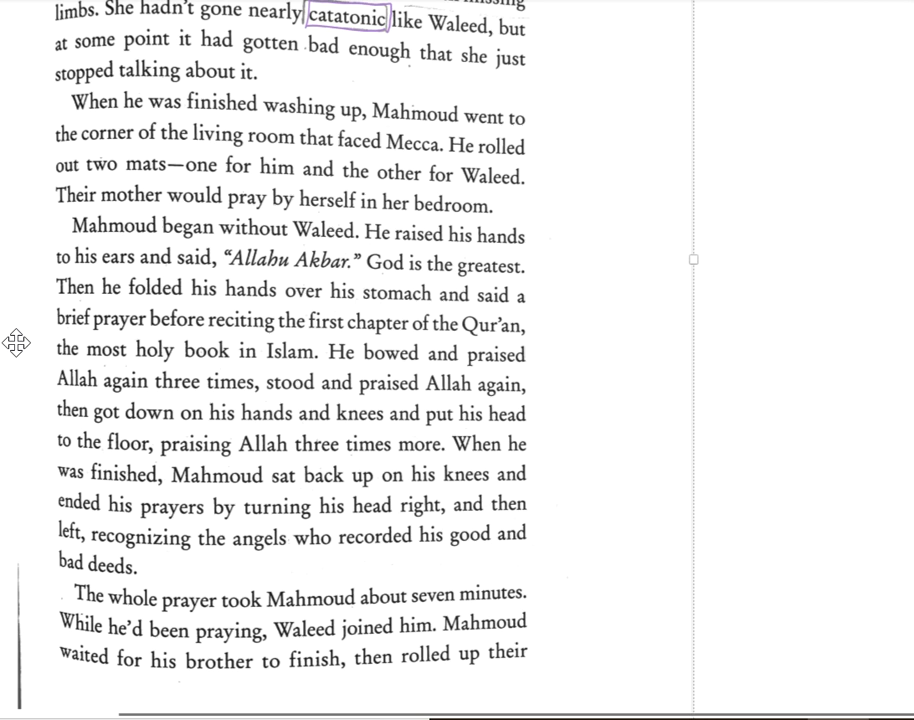 limbs. She hadn't gone nearly catatonic like Waleed, but
at some point it had gotten bad enough that she just
stopped talking about it.
When he was finished washing up, Mahmoud went to
the corner of the living room that faced Mecca. He rolled
out two mats—one for him and the other for Waleed.
Their mother would pray by herself in her bedroom.
Mahmoud began without Waleed. He raised his hands
to his ears and said, “Allahu Akbar.” God is the greatest.
Then he folded his hands over his stomach and said a
brief prayer before reciting the first chapter of the Qur'an,
the most holy book in Islam. He bowed and praised
Allah again three times, stood and praised Allah again,
then got down on his hands and knees and put his head
to the floor, praising Allah three times more. When he
was finished, Mahmoud sat back up on his knees and
ended his prayers by turning his head right, and then
left, recognizing the angels who recorded his good and
bad deeds.
The whole prayer took Mahmoud about seven minutes.
While he'd been praying, Waleed joined him. Mahmoud
waited for his brother to finish, then rolled up their